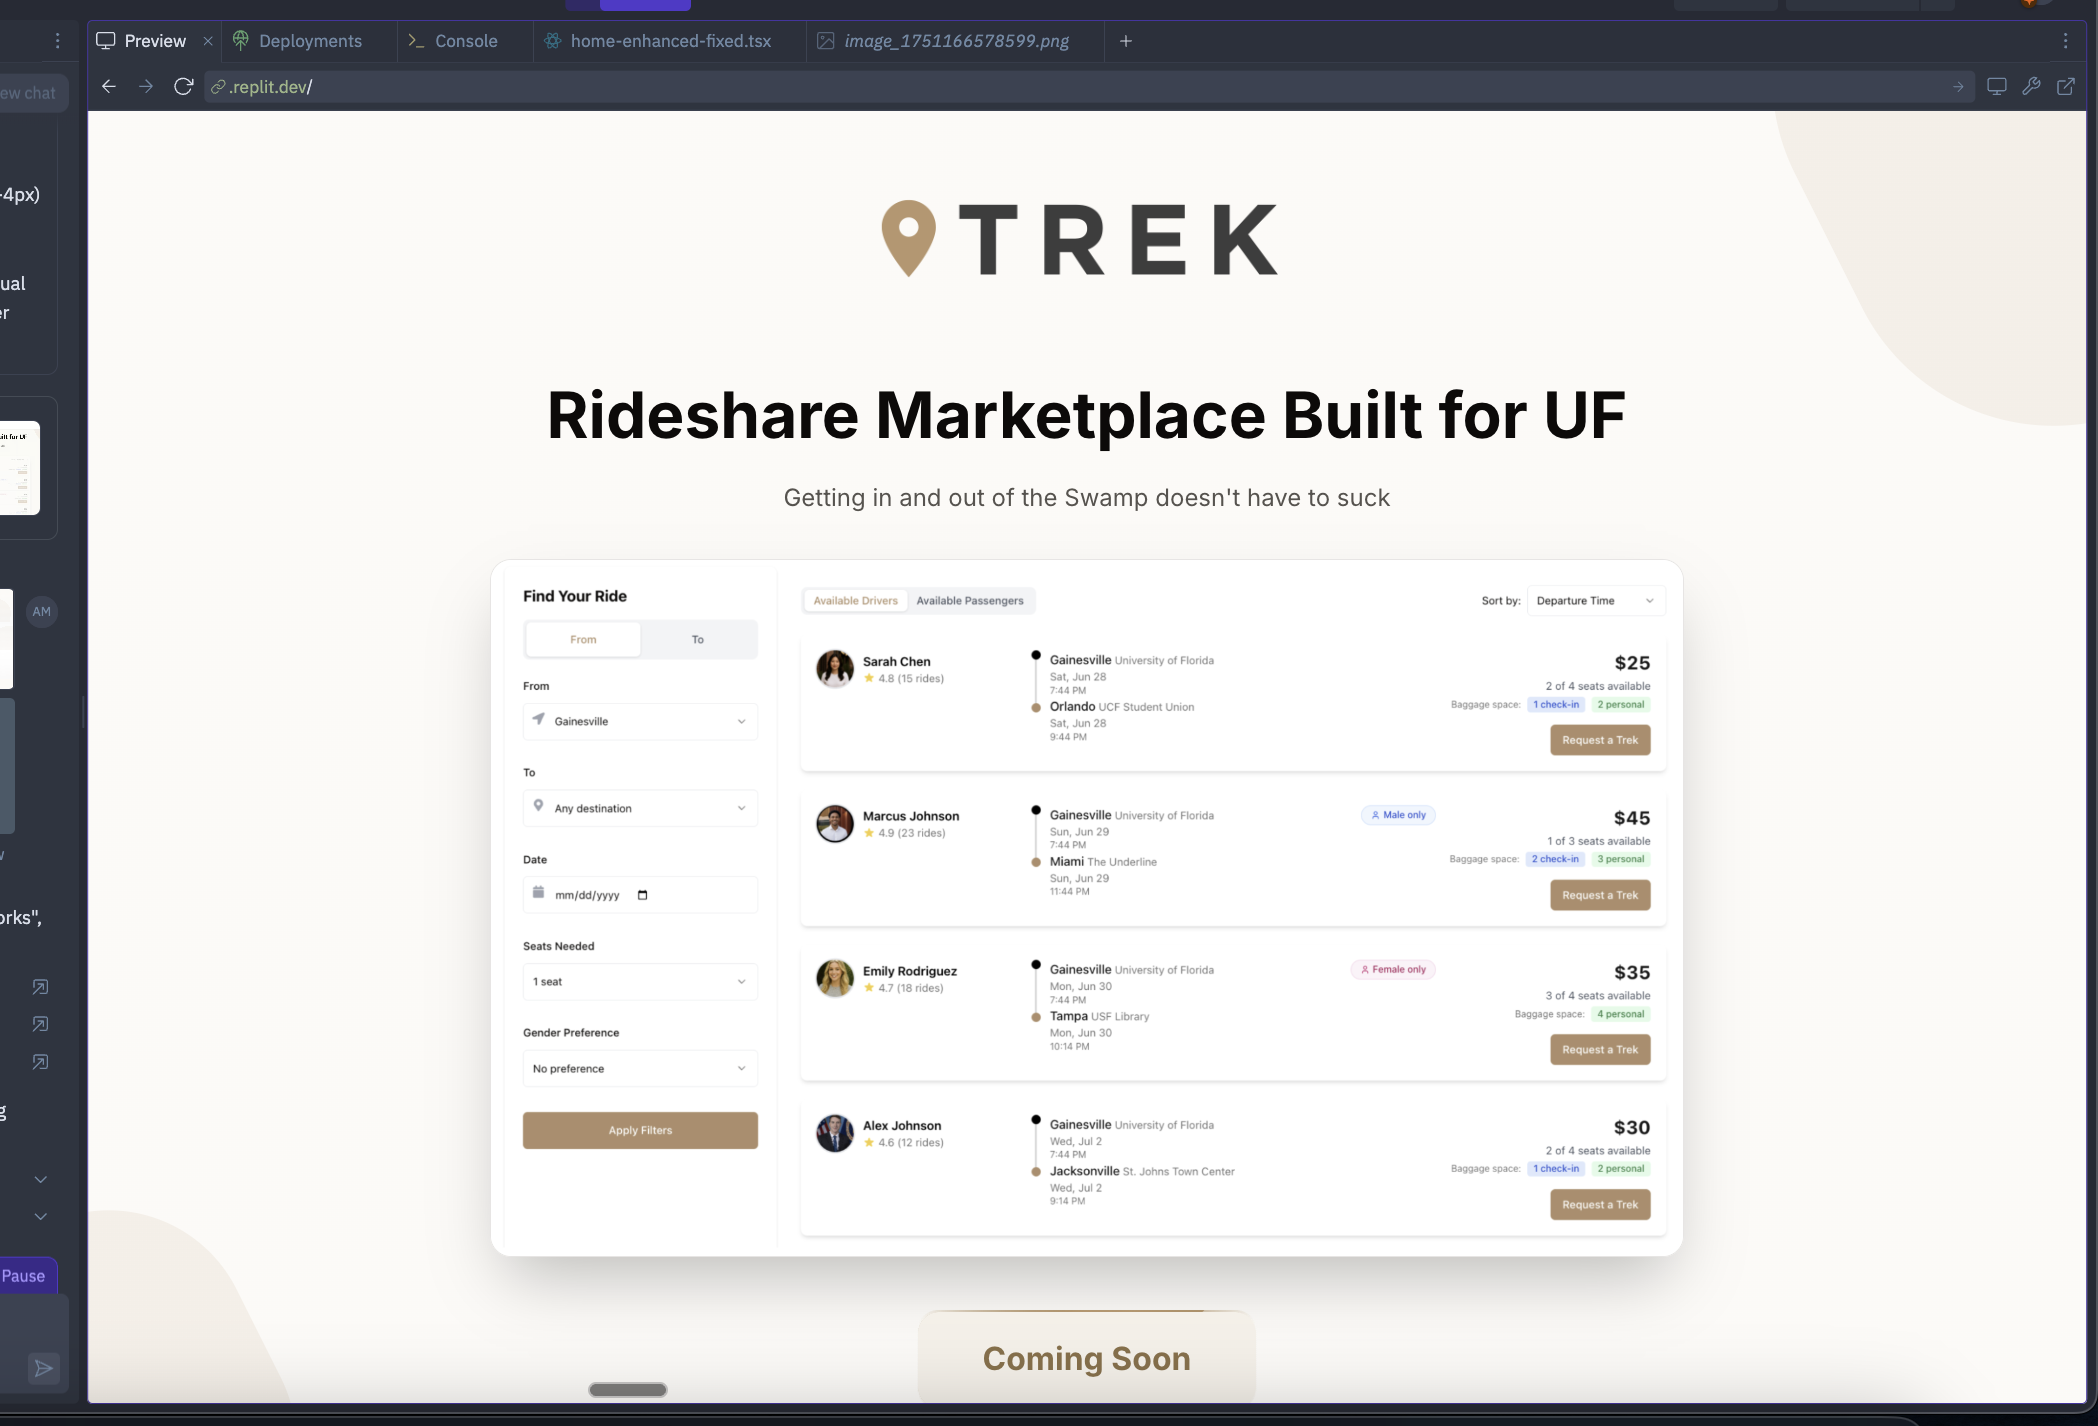 Preview
Deployments
Console
home-enhanced-fixed.tsx
image_1751166578599.png
ew chat
.replit.dev/
-4px)
ual
er
AM
orks",
g
Pause
TREK
Rideshare Marketplace Built for UF
Getting in and out of the Swamp doesn't have to suck
Find Your Ride
From
To
From
Gainesville
To
Any destination
Date
mm/dd/yyyy
Seats Needed
1 seat
Gender Preference
No preference
Apply Filters
Available Drivers
Available Passengers
Sort by:
Departure Time
Sarah Chen
4.8 (15 rides)
Gainesville University of Florida
Sat, Jun 28
7:44 PM
Orlando UCF Student Union
Sat, Jun 28
9:44 PM
$25
2 of 4 seats available
Baggage space: 1 check-in 2 personal
Request a Trek
Marcus Johnson
4.9 (23 rides)
Gainesville University of Florida
Sun, Jun 29
7:44 PM
Miami The Underline
Sun, Jun 29
11:44 PM
Male only
$45
1 of 3 seats available
Baggage space: 2 check-in 3 personal
Request a Trek
Emily Rodriguez
4.7 (18 rides)
Gainesville University of Florida
Mon, Jun 30
7:44 PM
Tampa USF Library
Mon, Jun 30
10:14 PM
Female only
$35
3 of 4 seats available
Baggage space: 4 personal
Request a Trek
Alex Johnson
4.6 (12 rides)
Gainesville University of Florida
Wed, Jul 2
7:44 PM
Jacksonville St. Johns Town Center
Wed, Jul 2
9:14 PM
$30
2 of 4 seats available
Baggage space: 1 check-in 2 personal
Request a Trek
Coming Soon